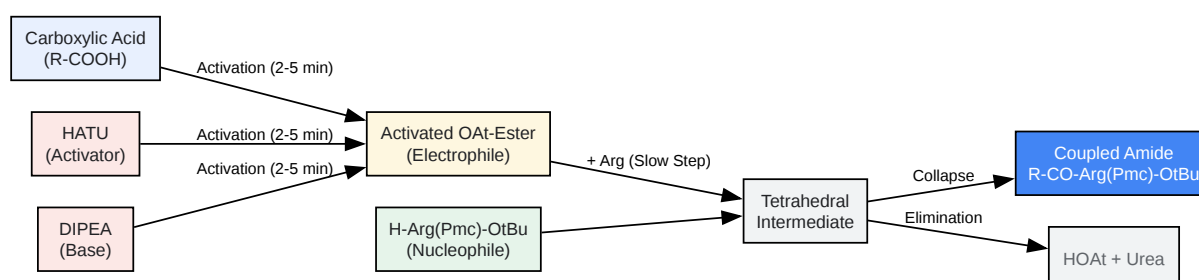 Carboxylic Acid
(R-COOH)
Activation (2-5 min)
HATU
(Activator)
Activation (2-5 min)
Activation (2-5 min)
DIPEA
(Base)
Activated OAt-Ester
(Electrophile)
+ Arg (Slow Step)
H-Arg(Pmc)-OtBu
(Nucleophile)
Tetrahedral
Intermediate
Collapse
Elimination
Coupled Amide
R-CO-Arg(Pmc)-OtBu
HOAt + Urea